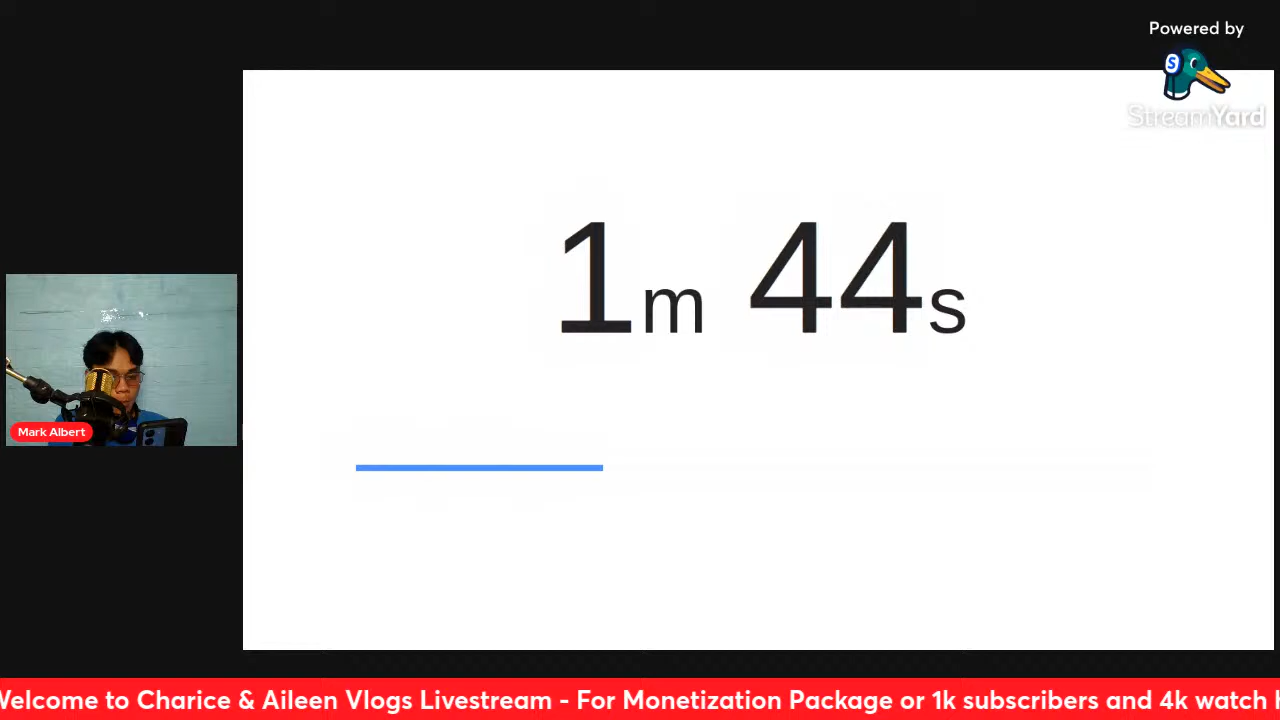 Powered by
S
StreamYard
1m 44s
Mark Albert
Welcome to Charice & Aileen Vlogs Livestream - For Monetization Package or 1k subscribers and 4k watch